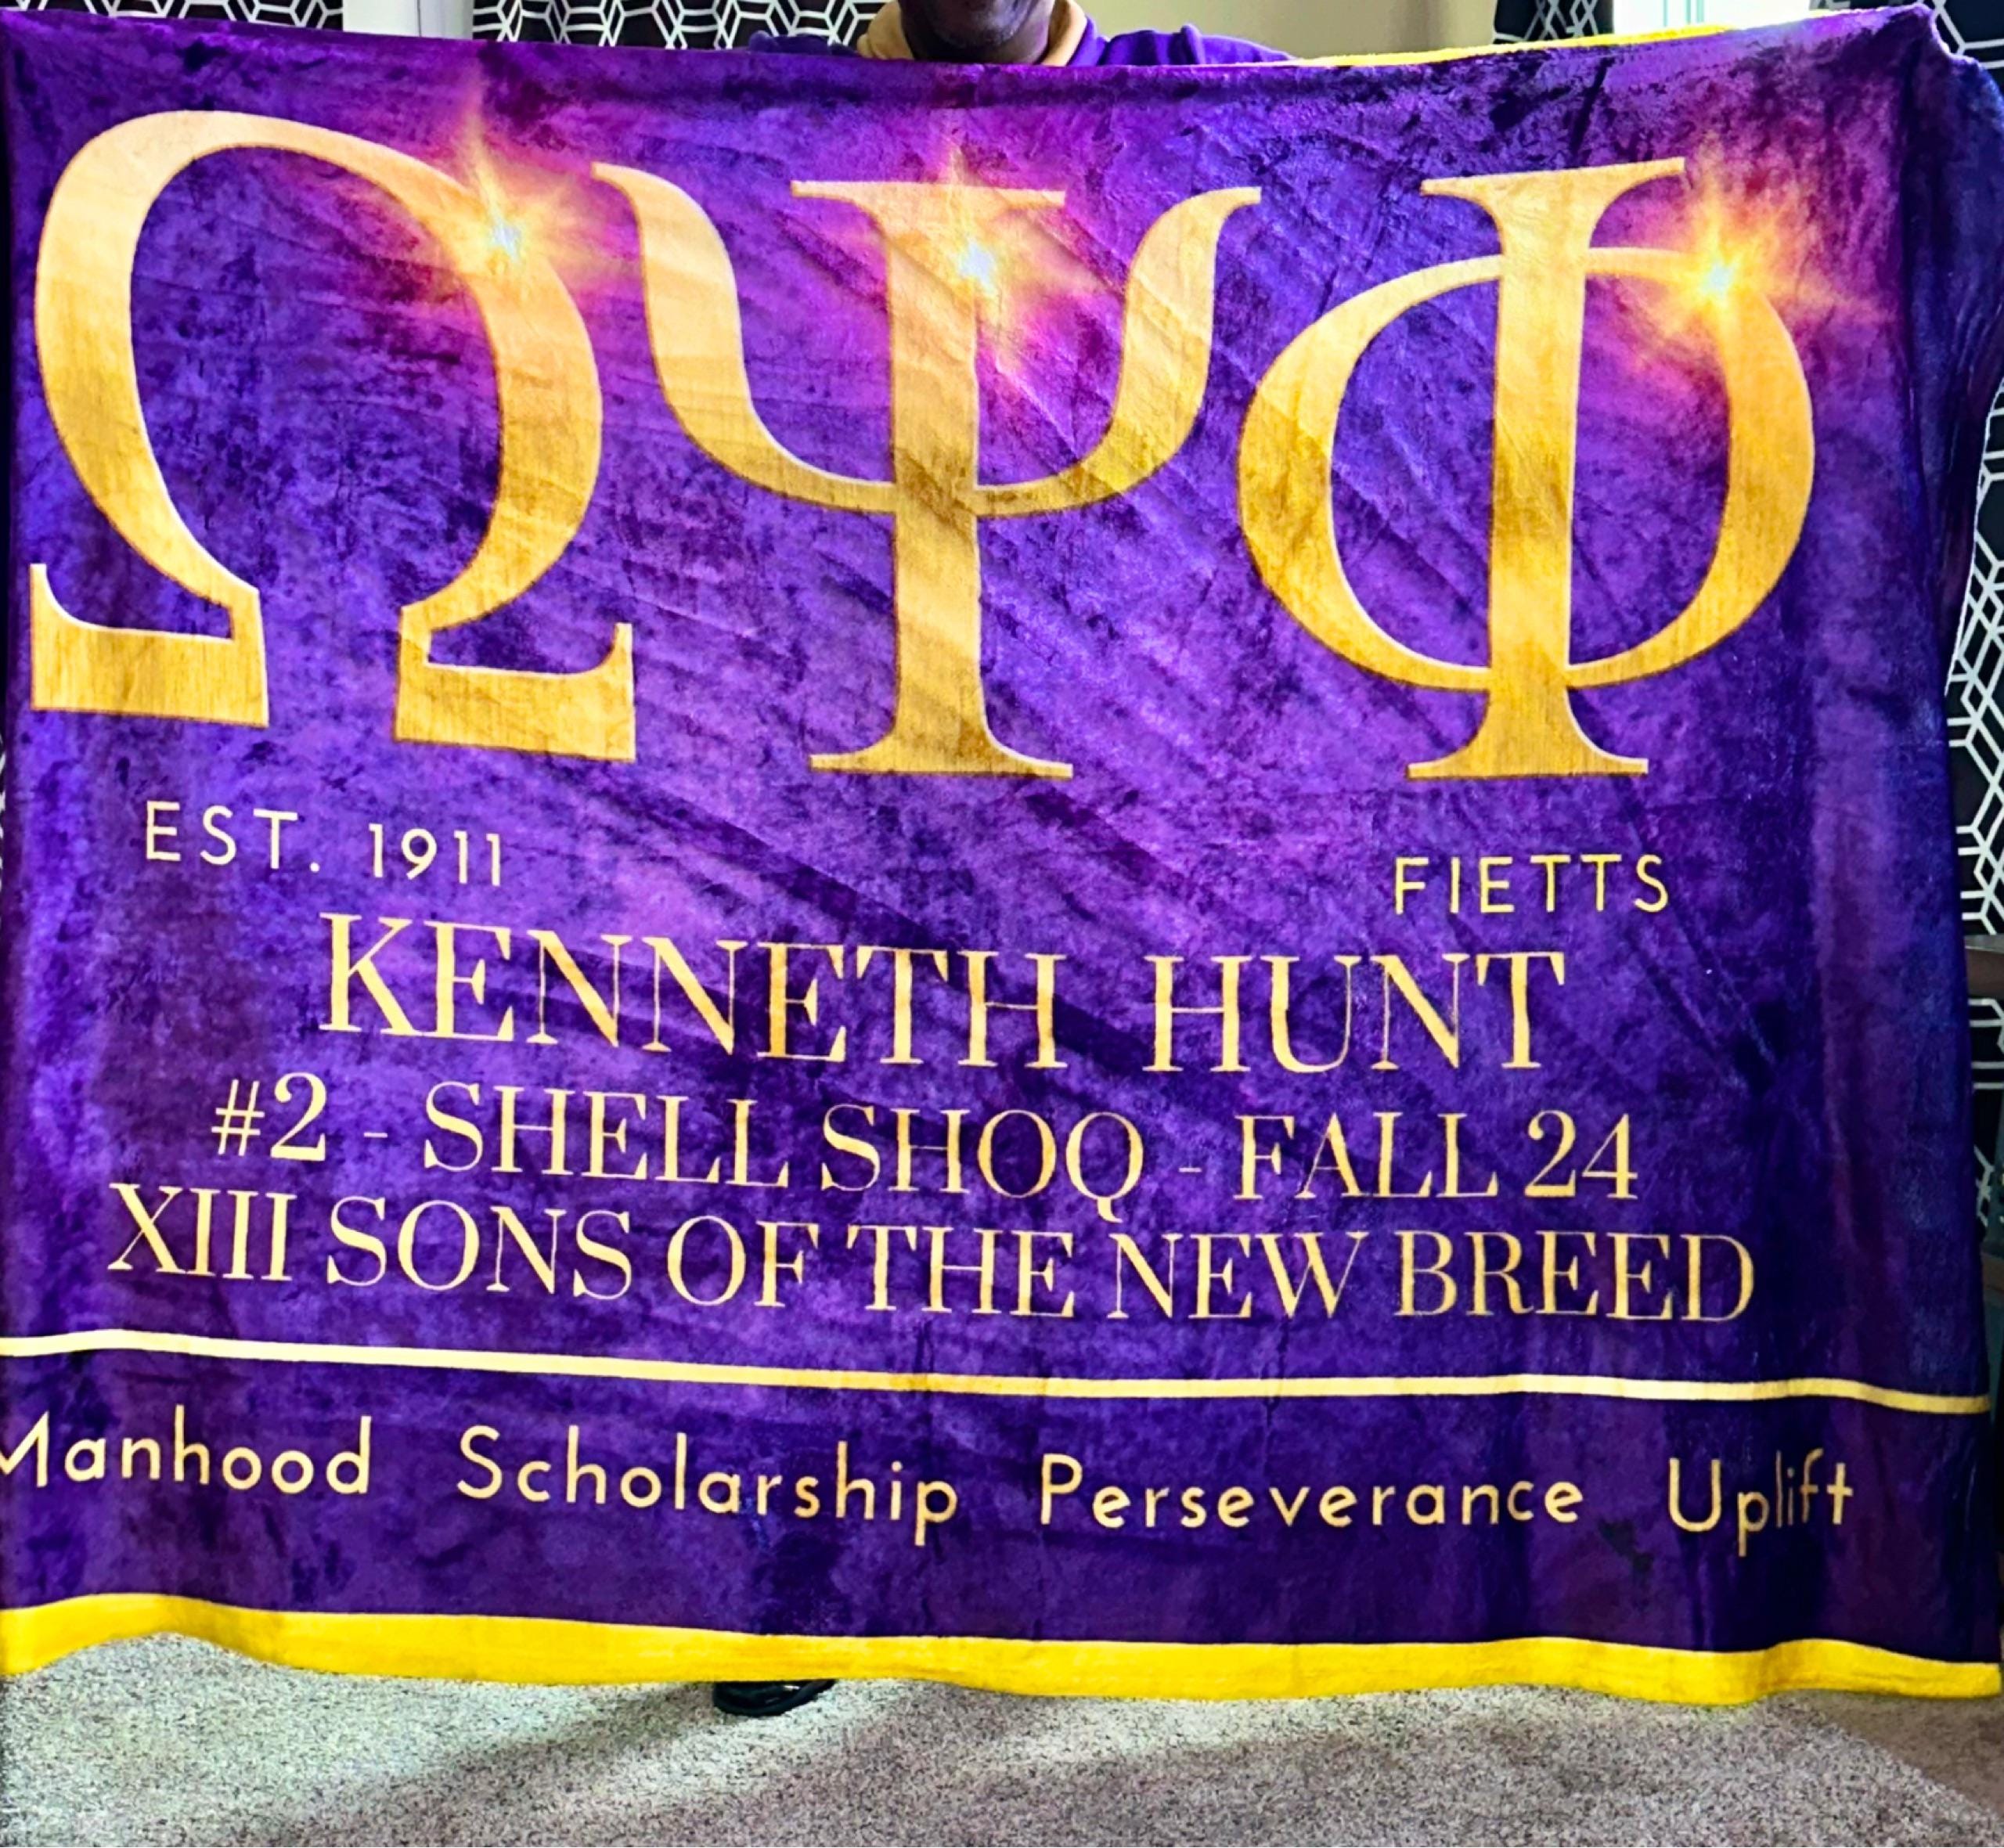 ΩΨΦ
EST. 1911 FIETTS
KENNETH HUNT
#2 - SHELL SHOQ - FALL 24
XIII SONS OF THE NEW BREED
Manhood Scholarship Perseverance Uplift